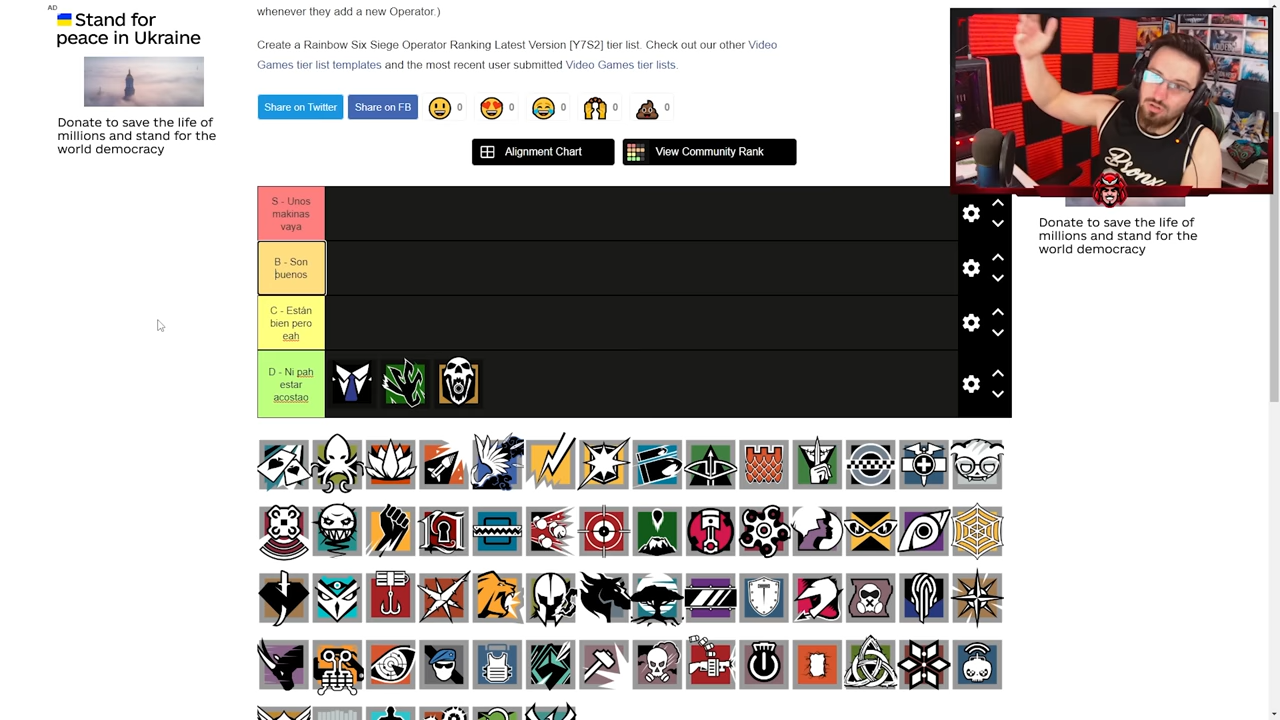 AD
Stand for
peace in Ukraine
Donate to save the life of
millions and stand for the
world democracy
whenever they add a new Operator.)
Create a Rainbow Six Siege Operator Ranking Latest Version [Y7S2] tier list. Check out our other Video
Games tier list templates and the most recent user submitted Video Games tier lists.
Share on Twitter
Share on FB
0
0
0
0
0
Alignment Chart
View Community Rank
S - Unos
makinas
vaya
B - Son
buenos
C - Están
bien pero
eah
D - Ni pah
estar
acostao
Bronx
Donate to save the life of
millions and stand for the
world democracy